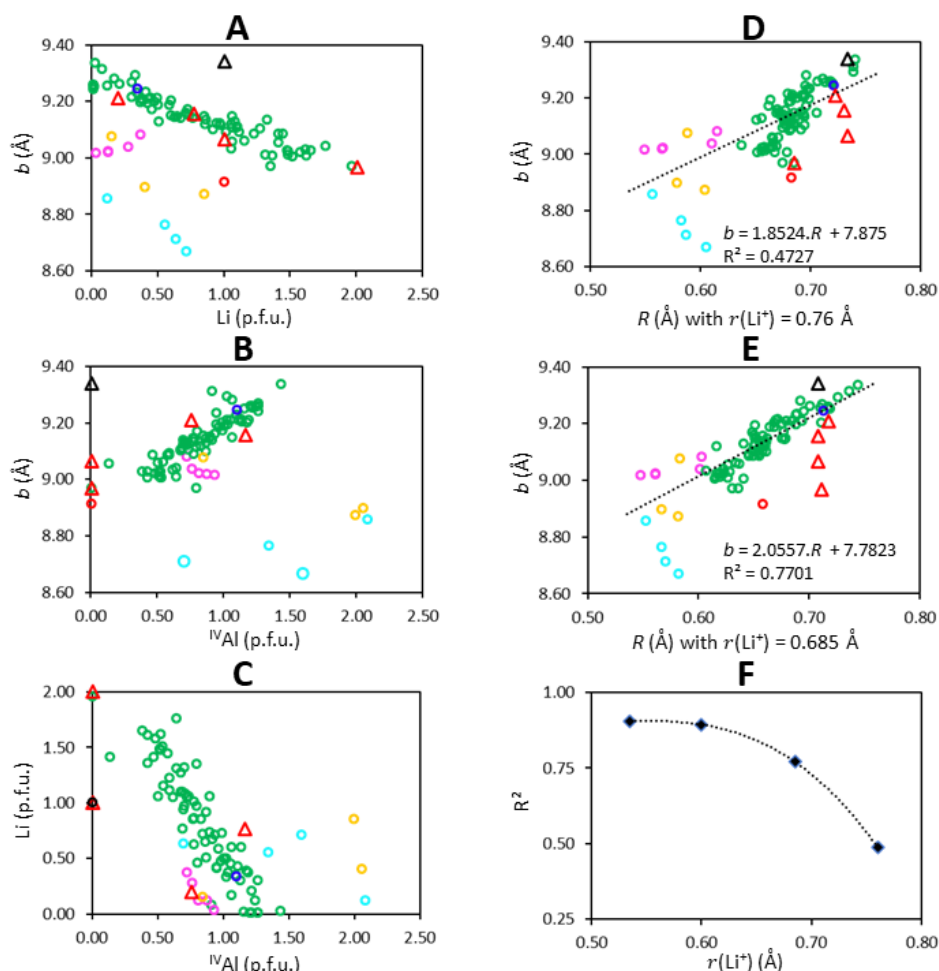 A
9.40
9.20
9.00
8.80
8.60
b (Å)
0.00 0.50 1.00 1.50 2.00 2.50
Li (p.f.u.)
D
9.40
9.20
9.00
8.80
8.60
b (Å)
b = 1.8524.R + 7.875
R² = 0.4727
0.50 0.60 0.70 0.80
R (Å) with r(Li⁺) = 0.76 Å
B
9.40
9.20
9.00
8.80
8.60
b (Å)
0.00 0.50 1.00 1.50 2.00 2.50
ᴵⱽAl (p.f.u.)
E
9.40
9.20
9.00
8.80
8.60
b (Å)
b = 2.0557.R + 7.7823
R² = 0.7701
0.50 0.60 0.70 0.80
R (Å) with r(Li⁺) = 0.685 Å
C
2.00
1.50
1.00
0.50
0.00
Li (p.f.u.)
0.00 0.50 1.00 1.50 2.00 2.50
ᴵⱽAl (p.f.u.)
F
1.00
0.75
0.50
0.25
R²
0.50 0.60 0.70 0.80
r(Li⁺) (Å)